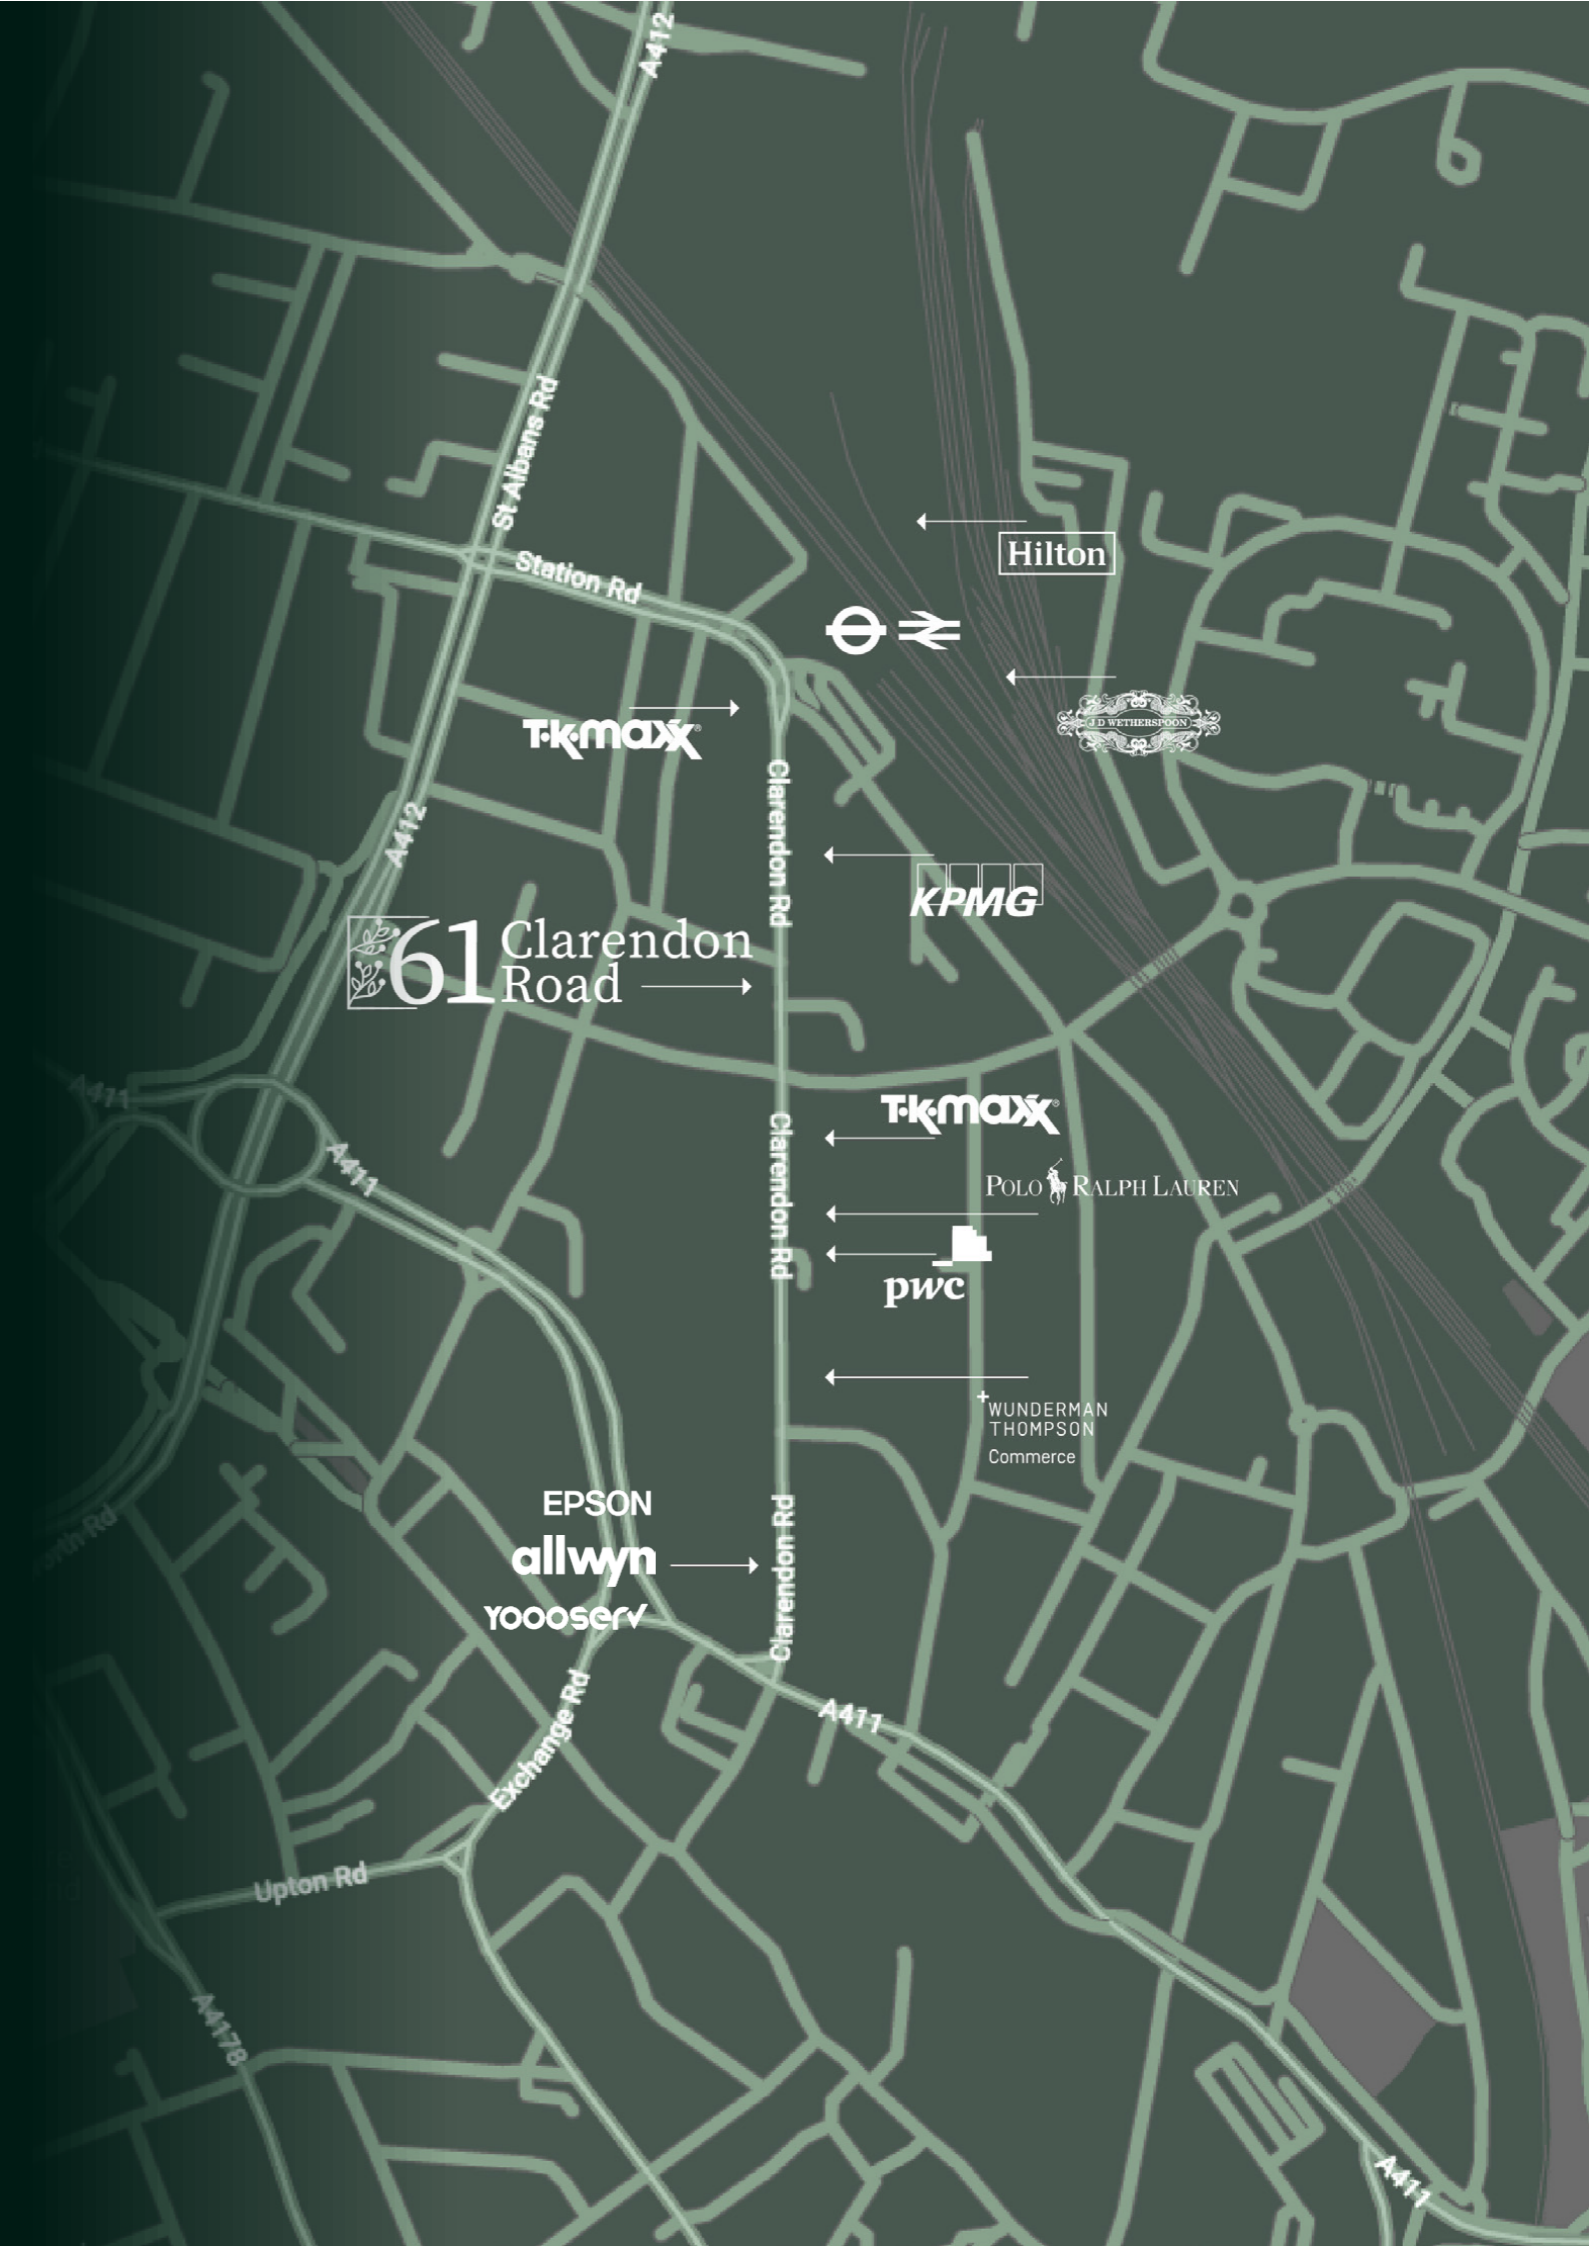 A412
St Albans Rd
Hilton
Station Rd
J D WETHERSPOON
T·K·maxx®
Clarendon Rd
A412
KPMG
61 Clarendon
Road
A471
T·K·maxx®
Clarendon Rd
A411
POLO RALPH LAUREN
pwc
WUNDERMAN
THOMPSON
Commerce
EPSON
allwyn
YOOOserv
Clarendon Rd
Exchange Rd
A411
Upton Rd
A4178
A411